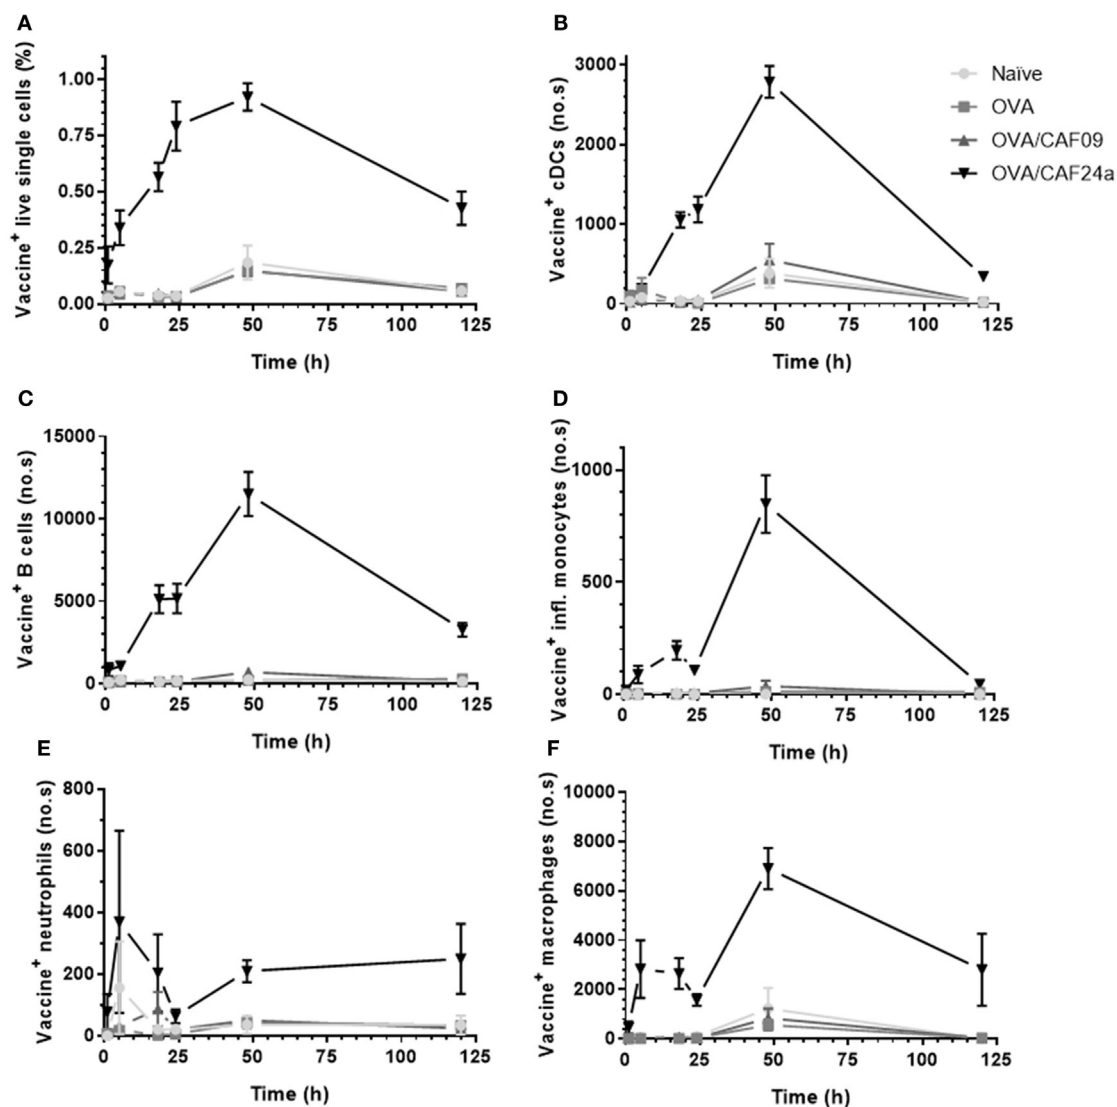 A
Vaccine⁺ live single cells (%)
1.00
0.75
0.50
0.25
0.00
0 25 50 75 100 125
Time (h)
B
Vaccine⁺ cDCs (no.s)
3000
2000
1000
0
0 25 50 75 100 125
Time (h)
Naïve
OVA
OVA/CAF09
OVA/CAF24a
C
Vaccine⁺ B cells (no.s)
15000
10000
5000
0
0 25 50 75 100 125
Time (h)
D
Vaccine⁺ infl. monocytes (no.s)
1000
500
0
0 25 50 75 100 125
Time (h)
E
Vaccine⁺ neutrophils (no.s)
800
600
400
200
0
0 25 50 75 100 125
Time (h)
F
Vaccine⁺ macrophages (no.s)
10000
8000
6000
4000
2000
0
0 25 50 75 100 125
Time (h)